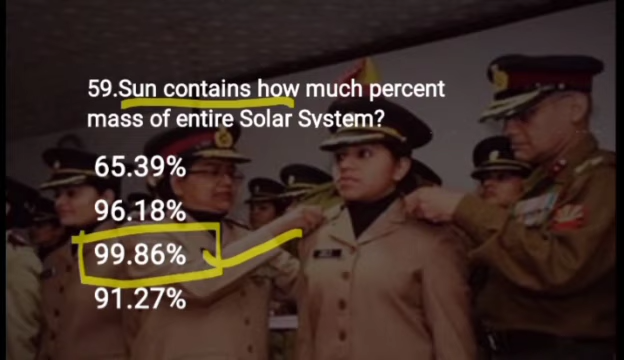 59.Sun contains how much percent
mass of entire Solar System?
65.39%
96.18%
99.86%
91.27%